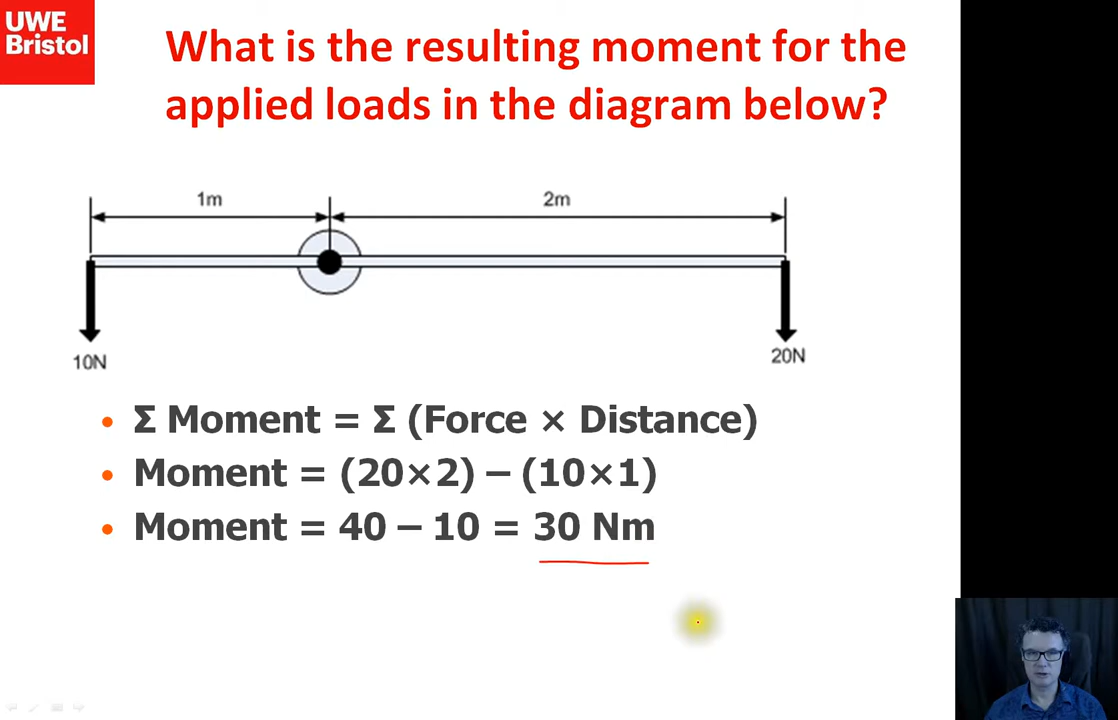 UWE
Bristol
What is the resulting moment for the
applied loads in the diagram below?
1m
2m
10N
20N
• Σ Moment = Σ (Force × Distance)
• Moment = (20×2) – (10×1)
• Moment = 40 – 10 = 30 Nm